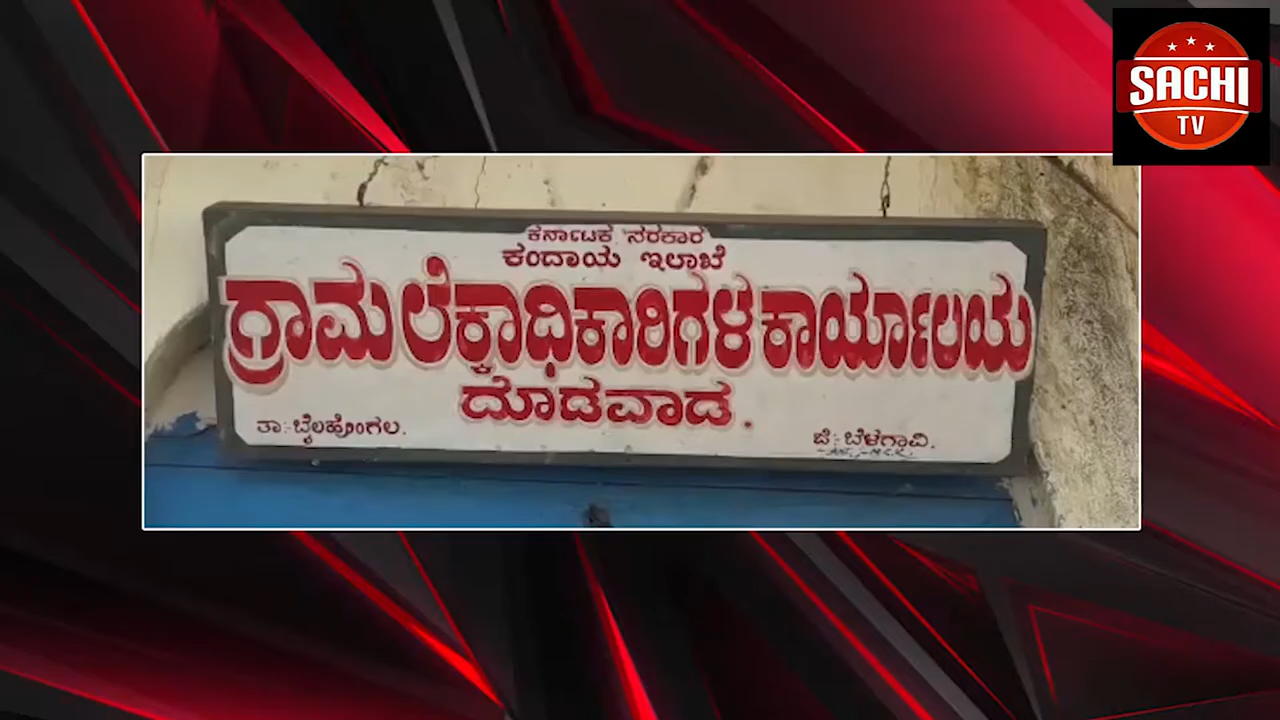 SACHI
TV
ಕರ್ನಾಟಕ ಸರಕಾರ
ಕಂದಾಯ ಇಲಾಖೆ
ಗ್ರಾಮ ಲೆಕ್ಕಾಧಿಕಾರಿಗಳ ಕಾರ್ಯಾಲಯ
ದೊಡವಾಡ.
ತಾ:- ಬೈಲಹೊಂಗಲ. ಜಿ:- ಬೆಳಗಾವಿ.